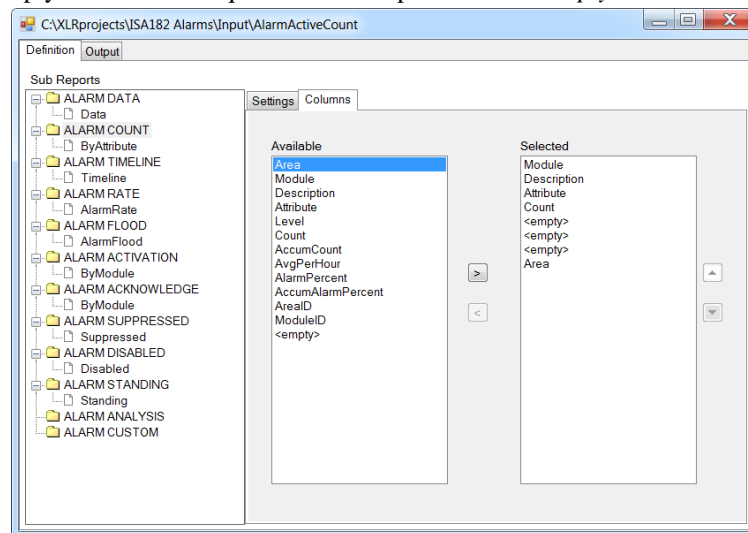 C:\XLRprojects\ISA182 Alarms\Input\AlarmActiveCount
Definition Output
Sub Reports
ALARM DATA
Data
ALARM COUNT
ByAttribute
ALARM TIMELINE
Timeline
ALARM RATE
AlarmRate
ALARM FLOOD
AlarmFlood
ALARM ACTIVATION
ByModule
ALARM ACKNOWLEDGE
ByModule
ALARM SUPPRESSED
Suppressed
ALARM DISABLED
Disabled
ALARM STANDING
Standing
ALARM ANALYSIS
ALARM CUSTOM
Settings Columns
Available
Area
Module
Description
Attribute
Level
Count
AccumCount
AvgPerHour
AlarmPercent
AccumAlarmPercent
AreaID
ModuleID
<empty>
>
<
Selected
Module
Description
Attribute
Count
<empty>
<empty>
<empty>
Area